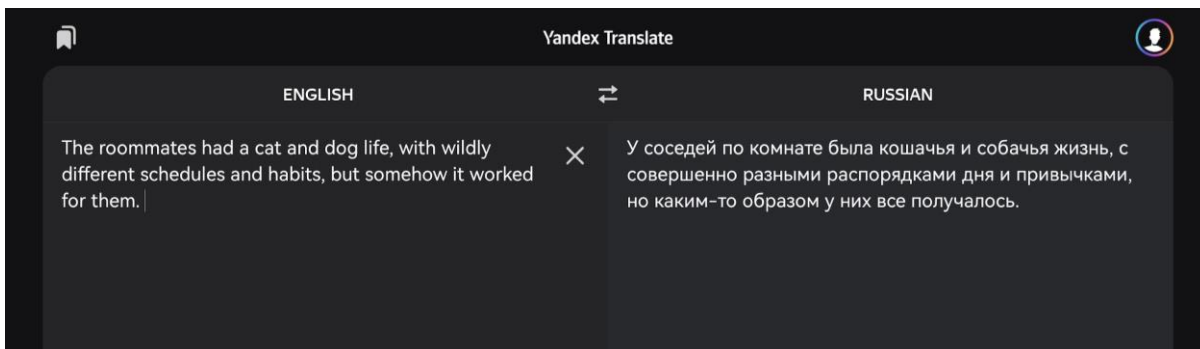 Yandex Translate
ENGLISH
RUSSIAN
The roommates had a cat and dog life, with wildly
different schedules and habits, but somehow it worked
for them.
У соседей по комнате была кошачья и собачья жизнь, с
совершенно разными распорядками дня и привычками,
но каким-то образом у них все получалось.